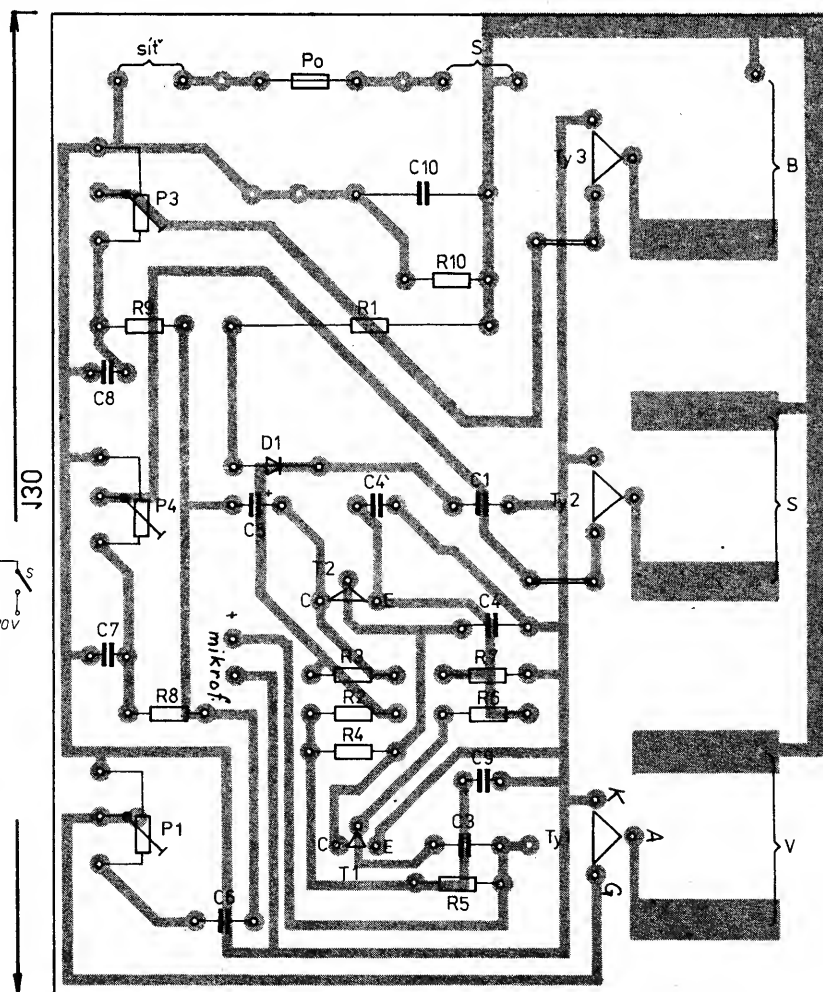 síť
Po
S
C10
Ty 3
B
P3
R10
R9
R1
C8
J30
D1
C4`
C1
+
P4
C5
Ty 2
S
T2
C
E
S
C4
C7
+
mikrof.
R3
R7
R8
R2
R6
R4
C9
K
P1
C3
Ty1
A
V
C
E
T1
R5
G
C6